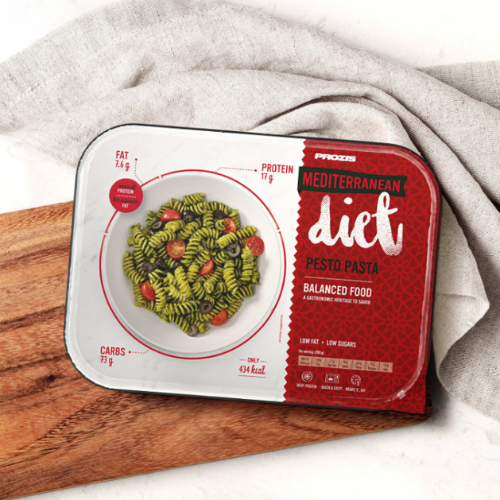 FAT
7,6 g
PROTEIN
17 g
PROTEIN
FAT
CARBS
73 g
ONLY
434 kcal
PROZIS
MEDITERRANEAN
diet
PESTO PASTA
BALANCED FOOD
A GASTRONOMIC HERITAGE TO SAVOR
LOW FAT • LOW SUGARS